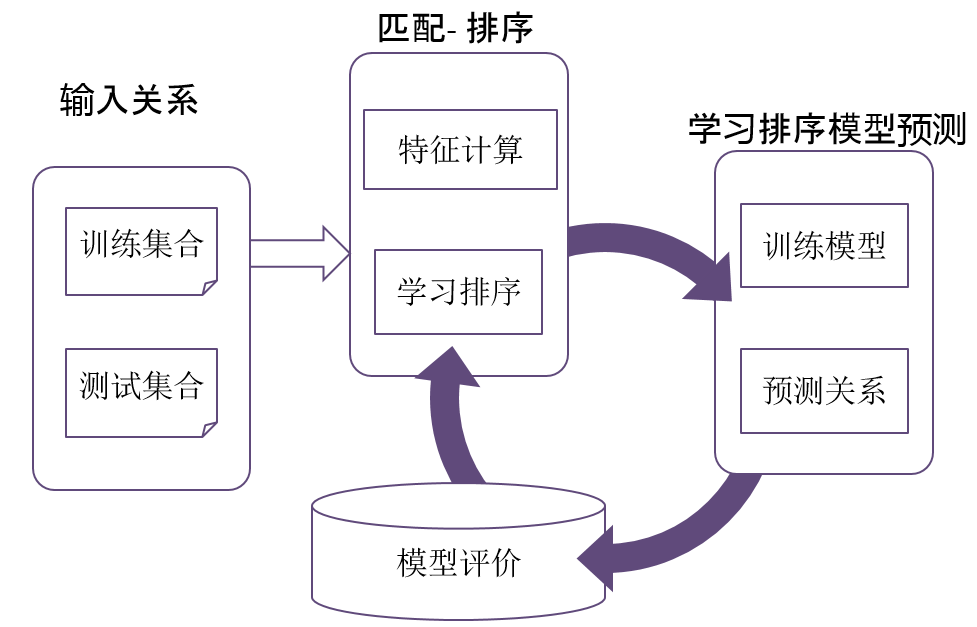 匹配- 排序
输入关系
学习排序模型预测
特征计算
训练集合
训练模型
学习排序
测试集合
预测关系
模型评价